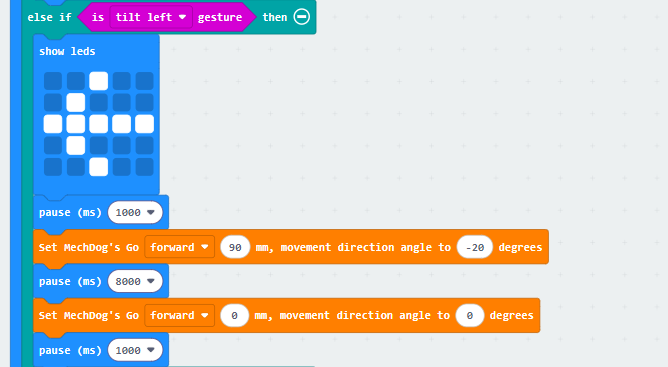 else if is tilt left gesture then
show leds
pause (ms) 1000
Set MechDog's Go forward 90 mm, movement direction angle to -20 degrees
pause (ms) 8000
Set MechDog's Go forward 0 mm, movement direction angle to 0 degrees
pause (ms) 1000